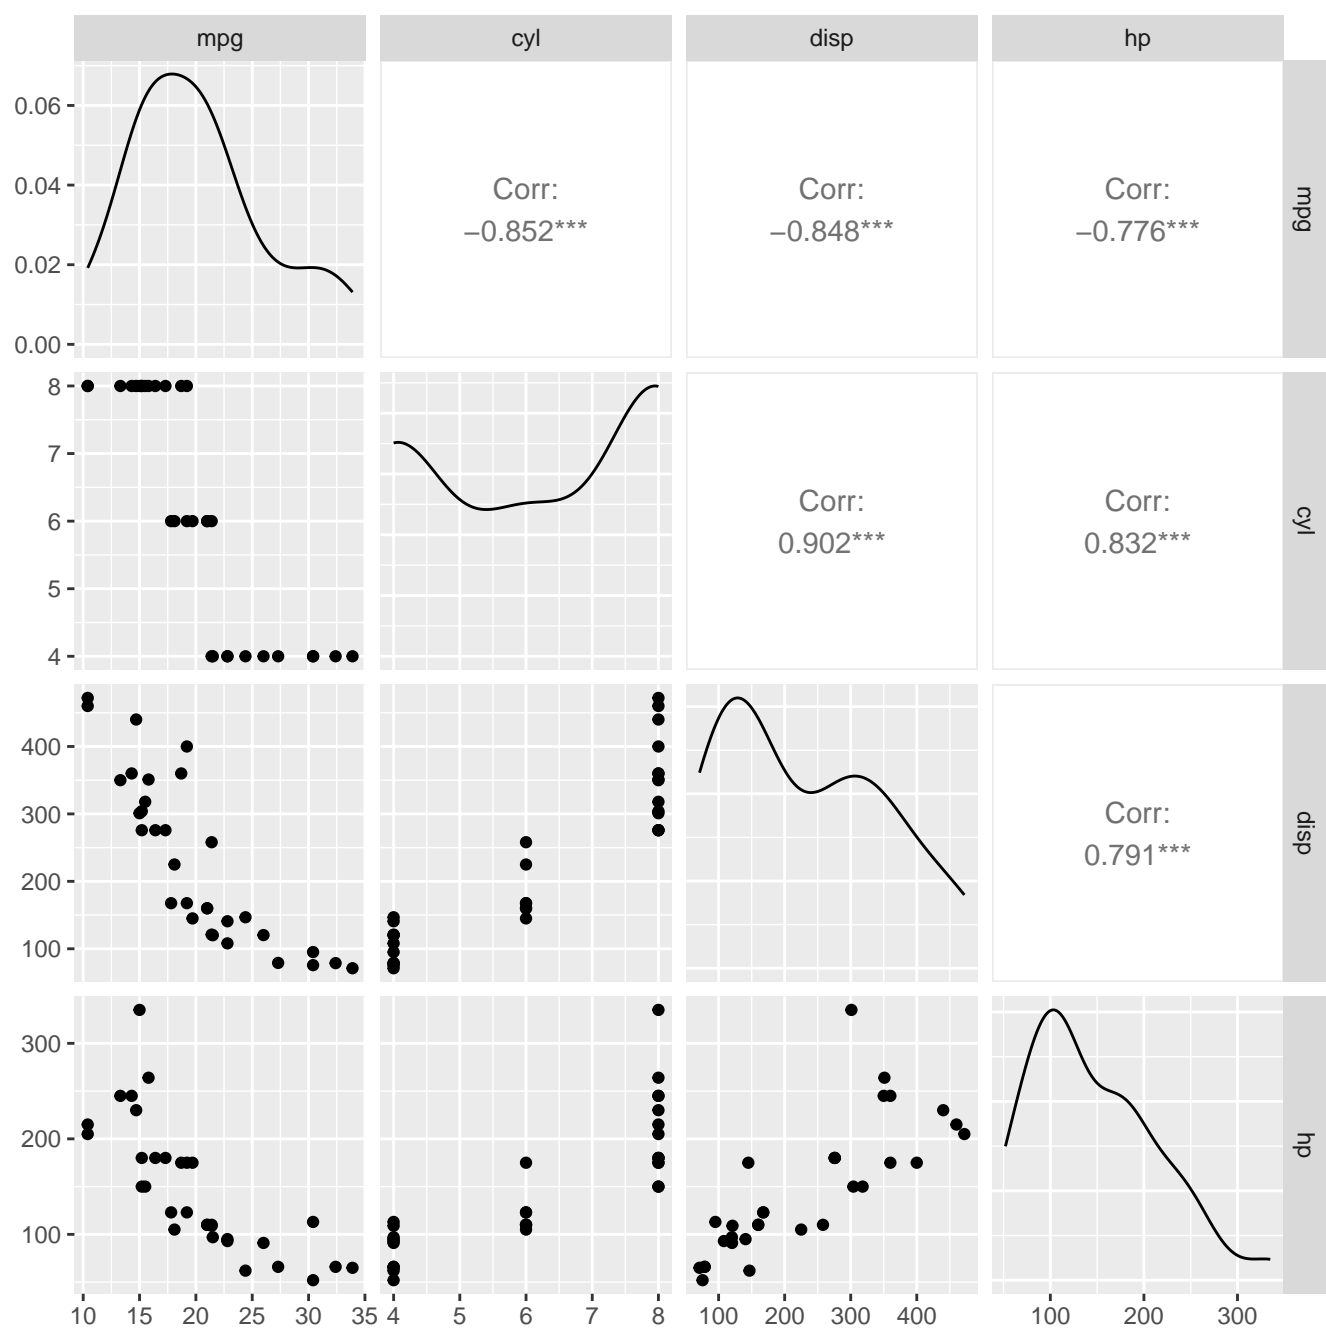 mpg cyl disp hp
0.06
0.04
0.02
0.00
Corr:
−0.852***
Corr:
−0.848***
Corr:
−0.776***
mpg
8
7
6
5
4
Corr:
0.902***
Corr:
0.832***
cyl
400
300
200
100
Corr:
0.791***
disp
300
200
100
hp
10 15 20 25 30 35 4 5 6 7 8 100 200 300 400 100 200 300